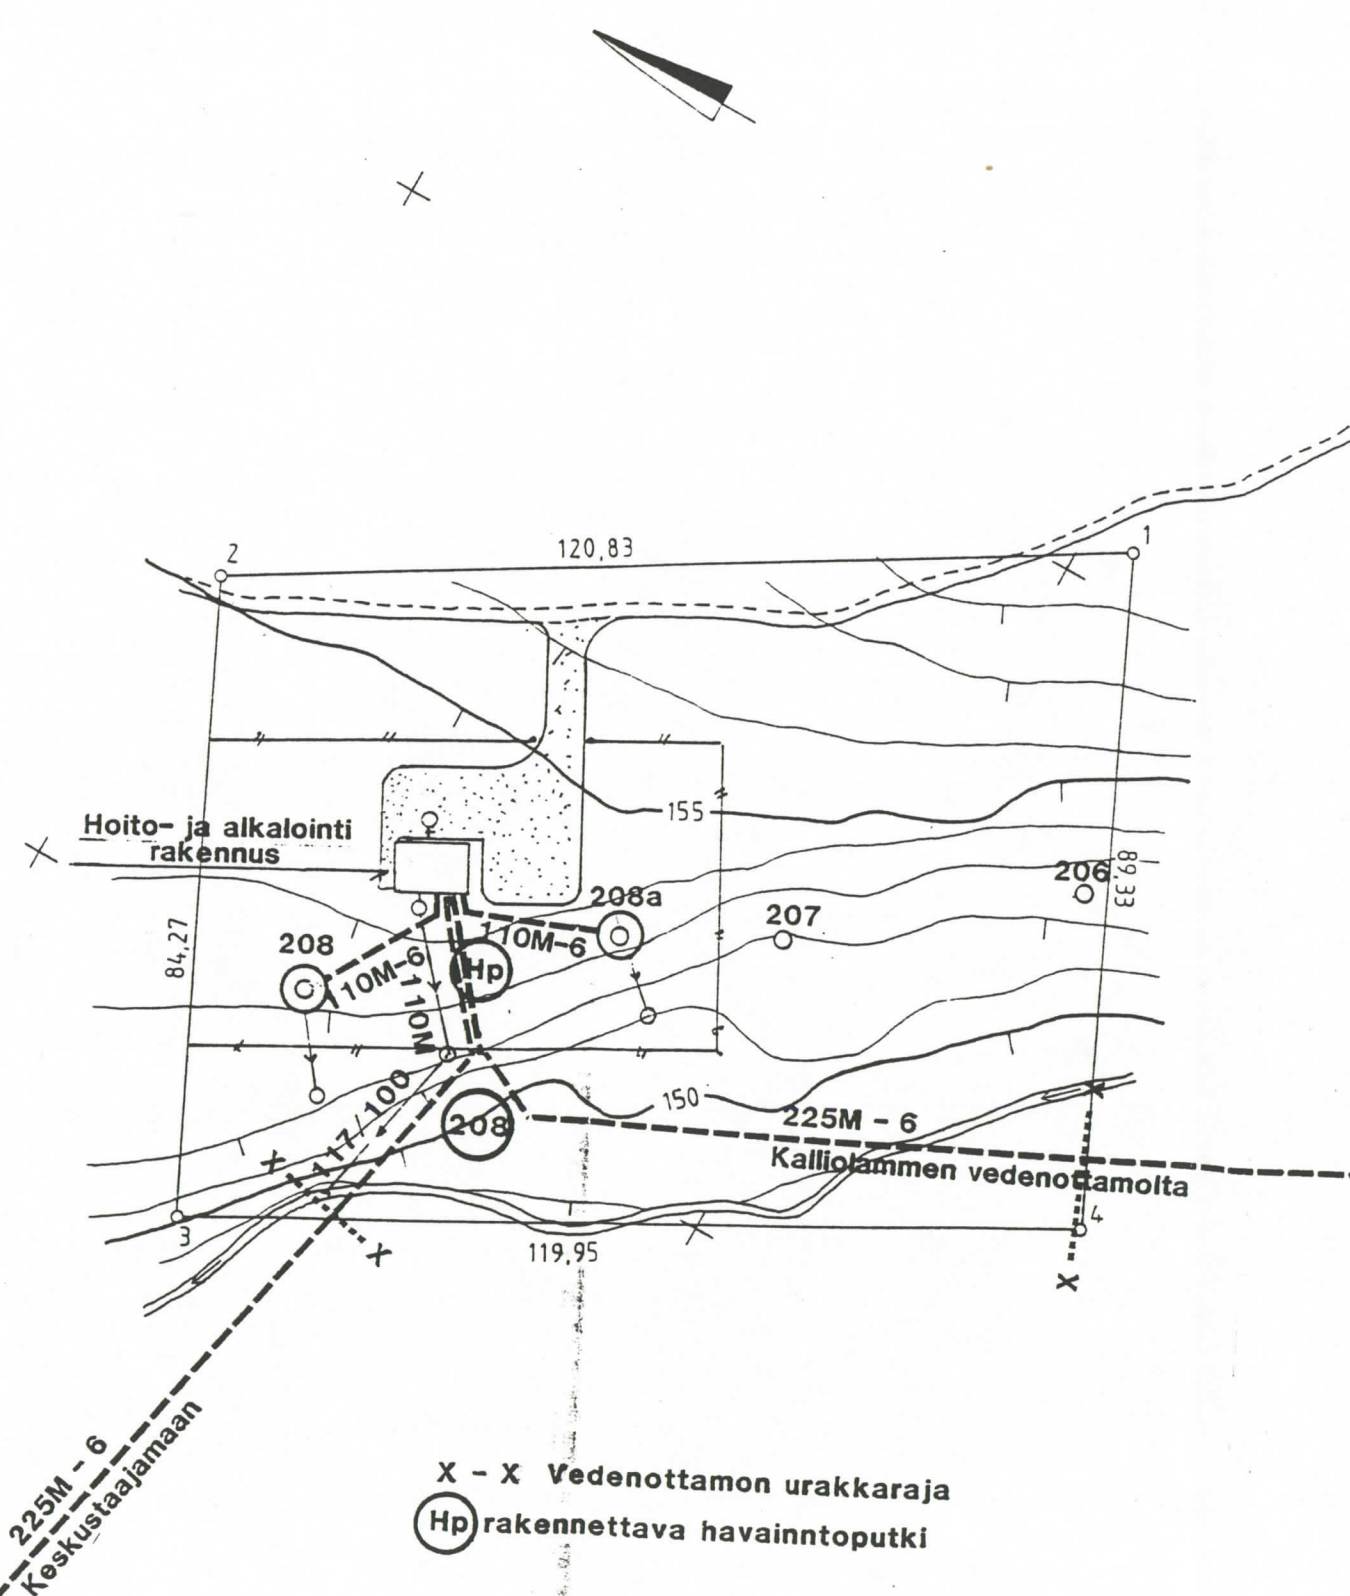 2
120,83
1
155
Hoito- ja alkalointi
rakennus
206
89,33
208a
207
208
84,27
110M-6
110M-6
Hp
110M
117/100
208
150
225M - 6
Kalliolammen vedenottamolta
X
X
3
4
119,95
X
225M - 6
Keskustaajamaan
X - X Vedenottamon urakkaraja
Hp rakennettava havainntoputki